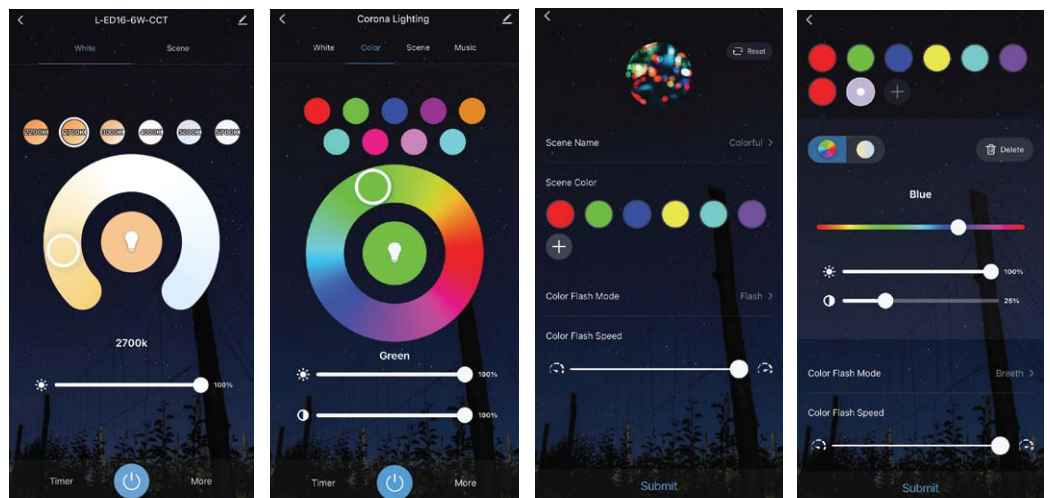 L-ED16-6W-CCT
White Scene
2200K 2700K 3000K 4000K 5000K 5700K
2700k
100%
Timer More
Corona Lighting
White Color Scene Music
Green
100%
100%
Timer More
Reset
Scene Name Colorful >
Scene Color
Color Flash Mode Flash >
Color Flash Speed
Submit
Delete
Blue
100%
25%
Color Flash Mode Breath >
Color Flash Speed
Submit